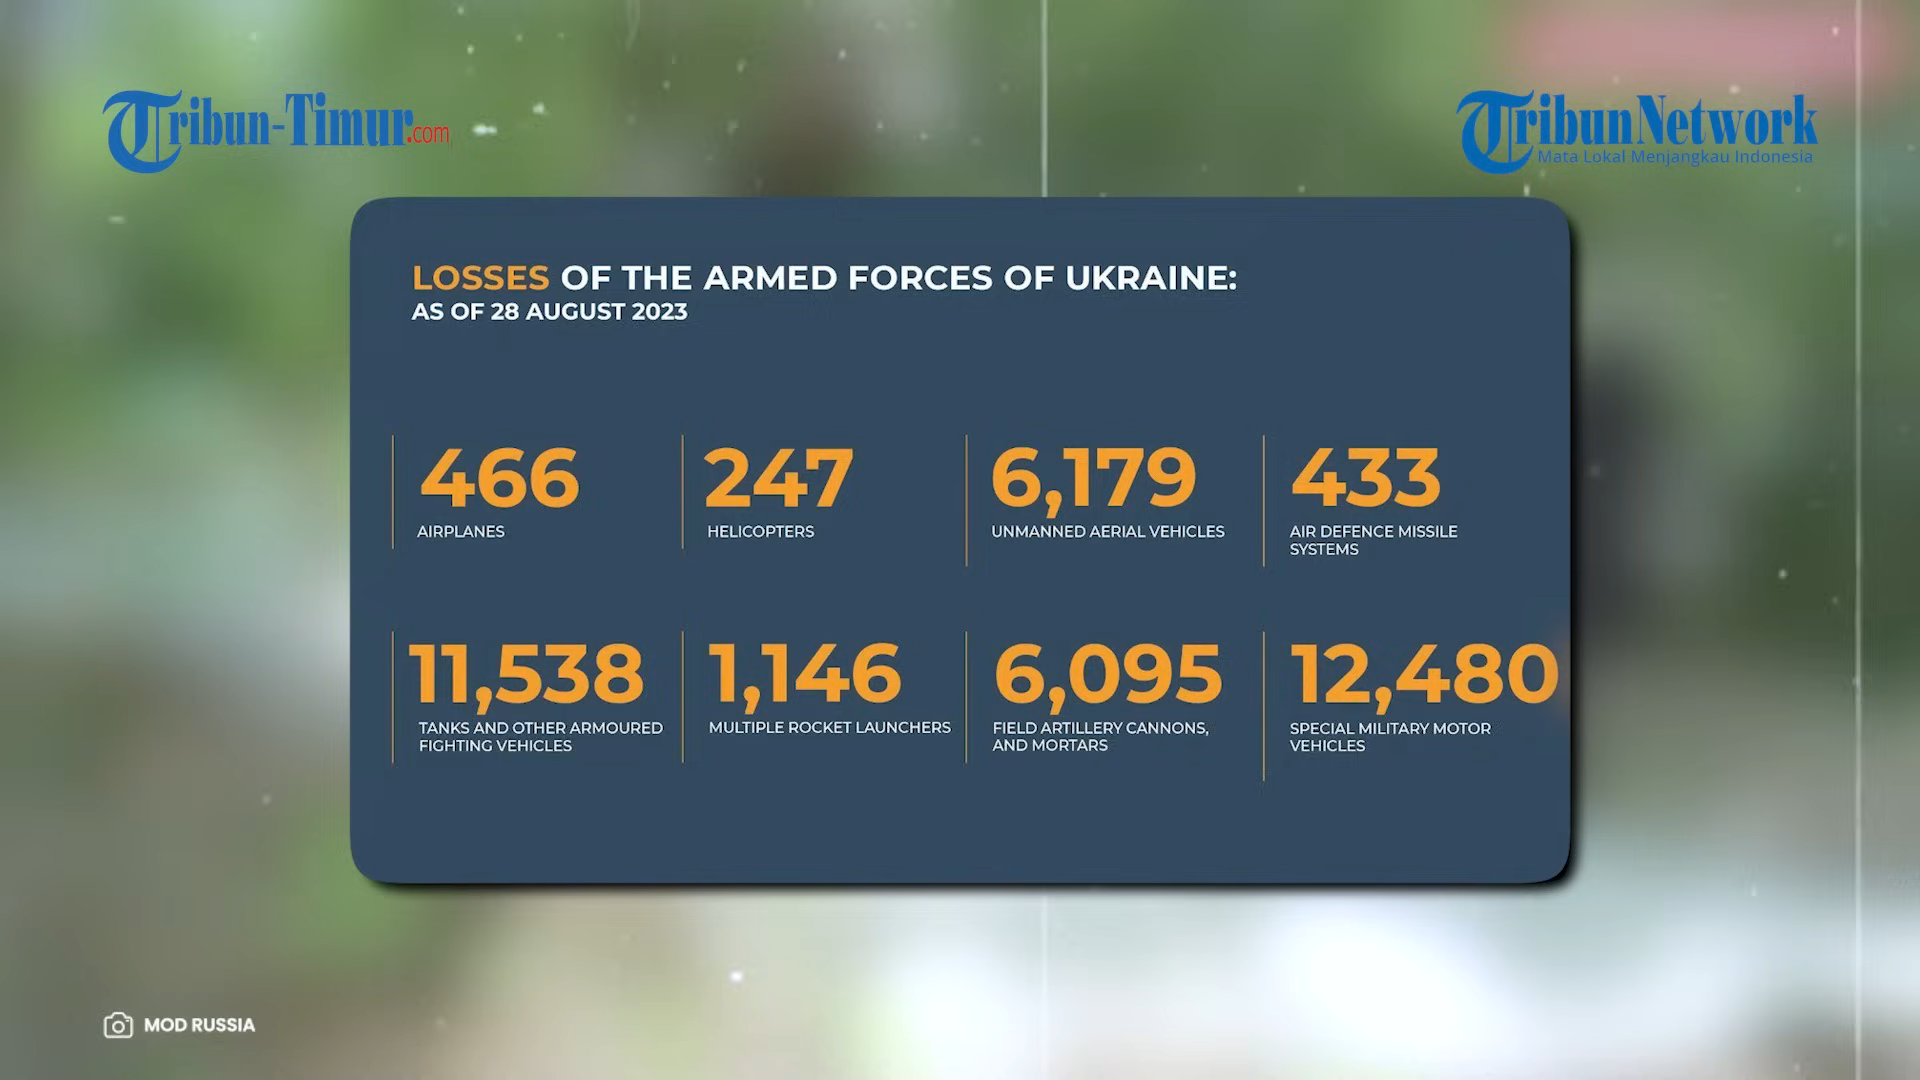 Tribun-Timur.com
TribunNetwork
Mata Lokal Menjangkau Indonesia
LOSSES OF THE ARMED FORCES OF UKRAINE:
AS OF 28 AUGUST 2023
466
AIRPLANES
247
HELICOPTERS
6,179
UNMANNED AERIAL VEHICLES
433
AIR DEFENCE MISSILE
SYSTEMS
11,538
TANKS AND OTHER ARMOURED
FIGHTING VEHICLES
1,146
MULTIPLE ROCKET LAUNCHERS
6,095
FIELD ARTILLERY CANNONS,
AND MORTARS
12,480
SPECIAL MILITARY MOTOR
VEHICLES
MOD RUSSIA